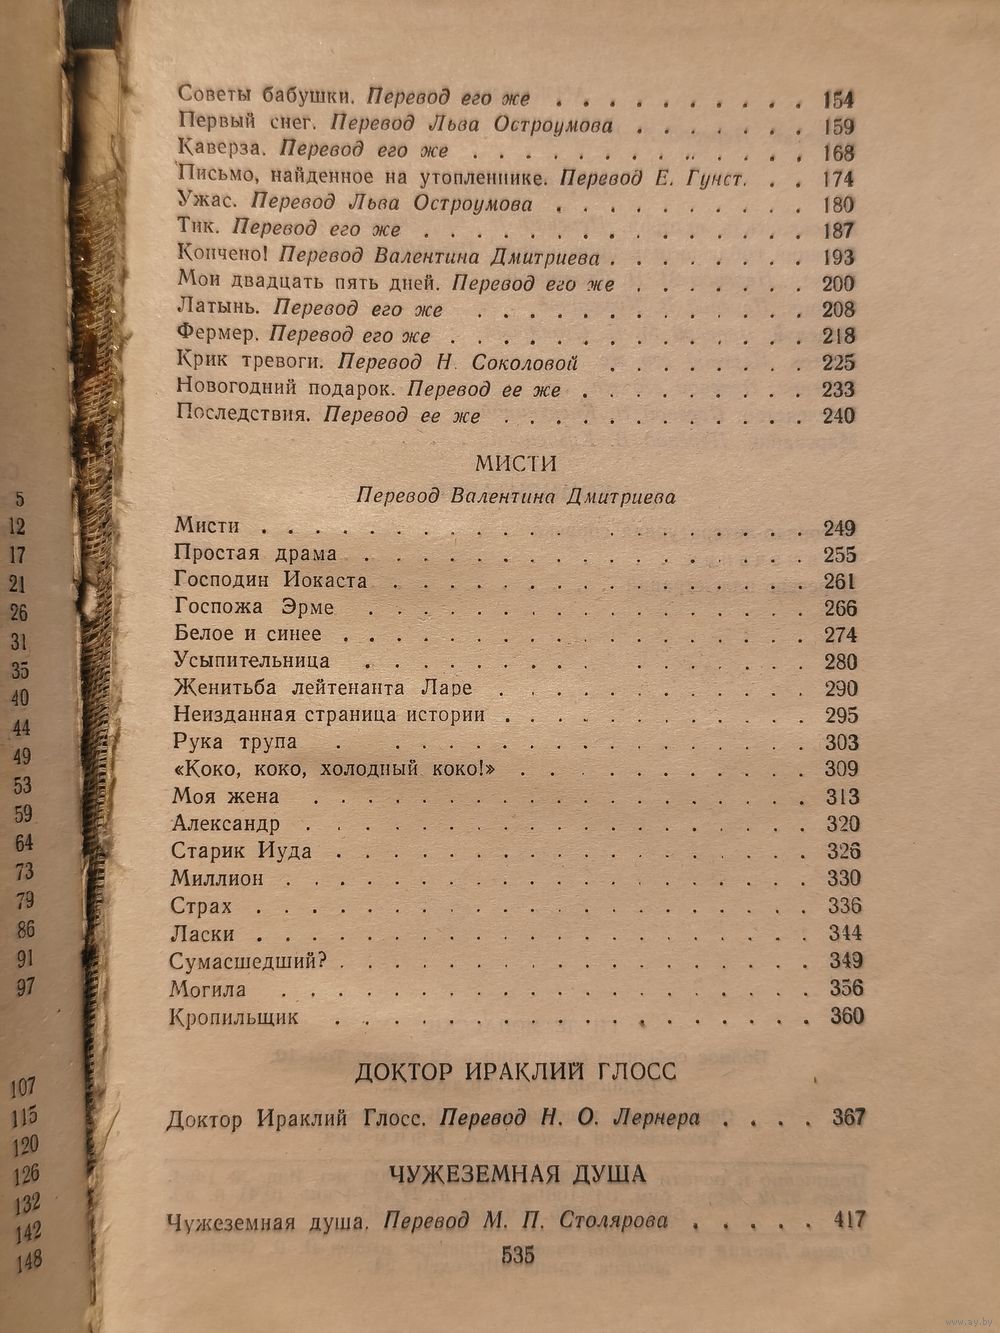 Советы бабушки. Перевод его же . . . . . . . . . . 154
Первый снег. Перевод Льва Остроумова . . . . . . . 159
Каверза. Перевод его же . . . . . . . . . . . . . 168
Письмо, найденное на утопленнике. Перевод Е. Гунст. . . 174
Ужас. Перевод Льва Остроумова . . . . . . . . . . 180
Тик. Перевод его же . . . . . . . . . . . . . . . 187
Кончено! Перевод Валентина Дмитриева . . . . . . . . 193
Мои двадцать пять дней. Перевод его же . . . . . . . 200
Латынь. Перевод его же . . . . . . . . . . . . . 208
Фермер. Перевод его же . . . . . . . . . . . . . . 218
Крик тревоги. Перевод Н. Соколовой . . . . . . . . 225
Новогодний подарок. Перевод ее же . . . . . . . . . 233
Последствия. Перевод ее же . . . . . . . . . . . . 240
МИСТИ
Перевод Валентина Дмитриева
Мисти . . . . . . . . . . . . . . . . . . . . . 249
Простая драма . . . . . . . . . . . . . . . . . 255
Господин Иокаста . . . . . . . . . . . . . . . . 261
Госпожа Эрме . . . . . . . . . . . . . . . . . 266
Белое и синее . . . . . . . . . . . . . . . . . . 274
Усыпительница . . . . . . . . . . . . . . . . . 280
Женитьба лейтенанта Ларе . . . . . . . . . . . . 290
Неизданная страница истории . . . . . . . . . . . . 295
Рука трупа . . . . . . . . . . . . . . . . . 303
«Коко, коко, холодный коко!» . . . . . . . . . . . 309
Моя жена . . . . . . . . . . . . . . . . . . . 313
Александр . . . . . . . . . . . . . . . . . . . 320
Старик Иуда . . . . . . . . . . . . . . . . . . 326
Миллион . . . . . . . . . . . . . . . . . . . . 330
Страх . . . . . . . . . . . . . . . . . . . . . 336
Ласки . . . . . . . . . . . . . . . . . . . . . 344
Сумасшедший? . . . . . . . . . . . . . . . . . . 349
Могила . . . . . . . . . . . . . . . . . . . . 356
Кропильщик . . . . . . . . . . . . . . . . . . 360
ДОКТОР ИРАКЛИЙ ГЛОСС
Доктор Ираклий Глосс. Перевод Н. О. Лернера . . . . 367
ЧУЖЕЗЕМНАЯ ДУША
Чужеземная душа. Перевод М. П. Столярова . . . . . 417
535
5
12
17
21
26
31
35
40
44
49
53
59
64
73
79
86
91
97
107
115
120
126
132
142
148
www.ay.by